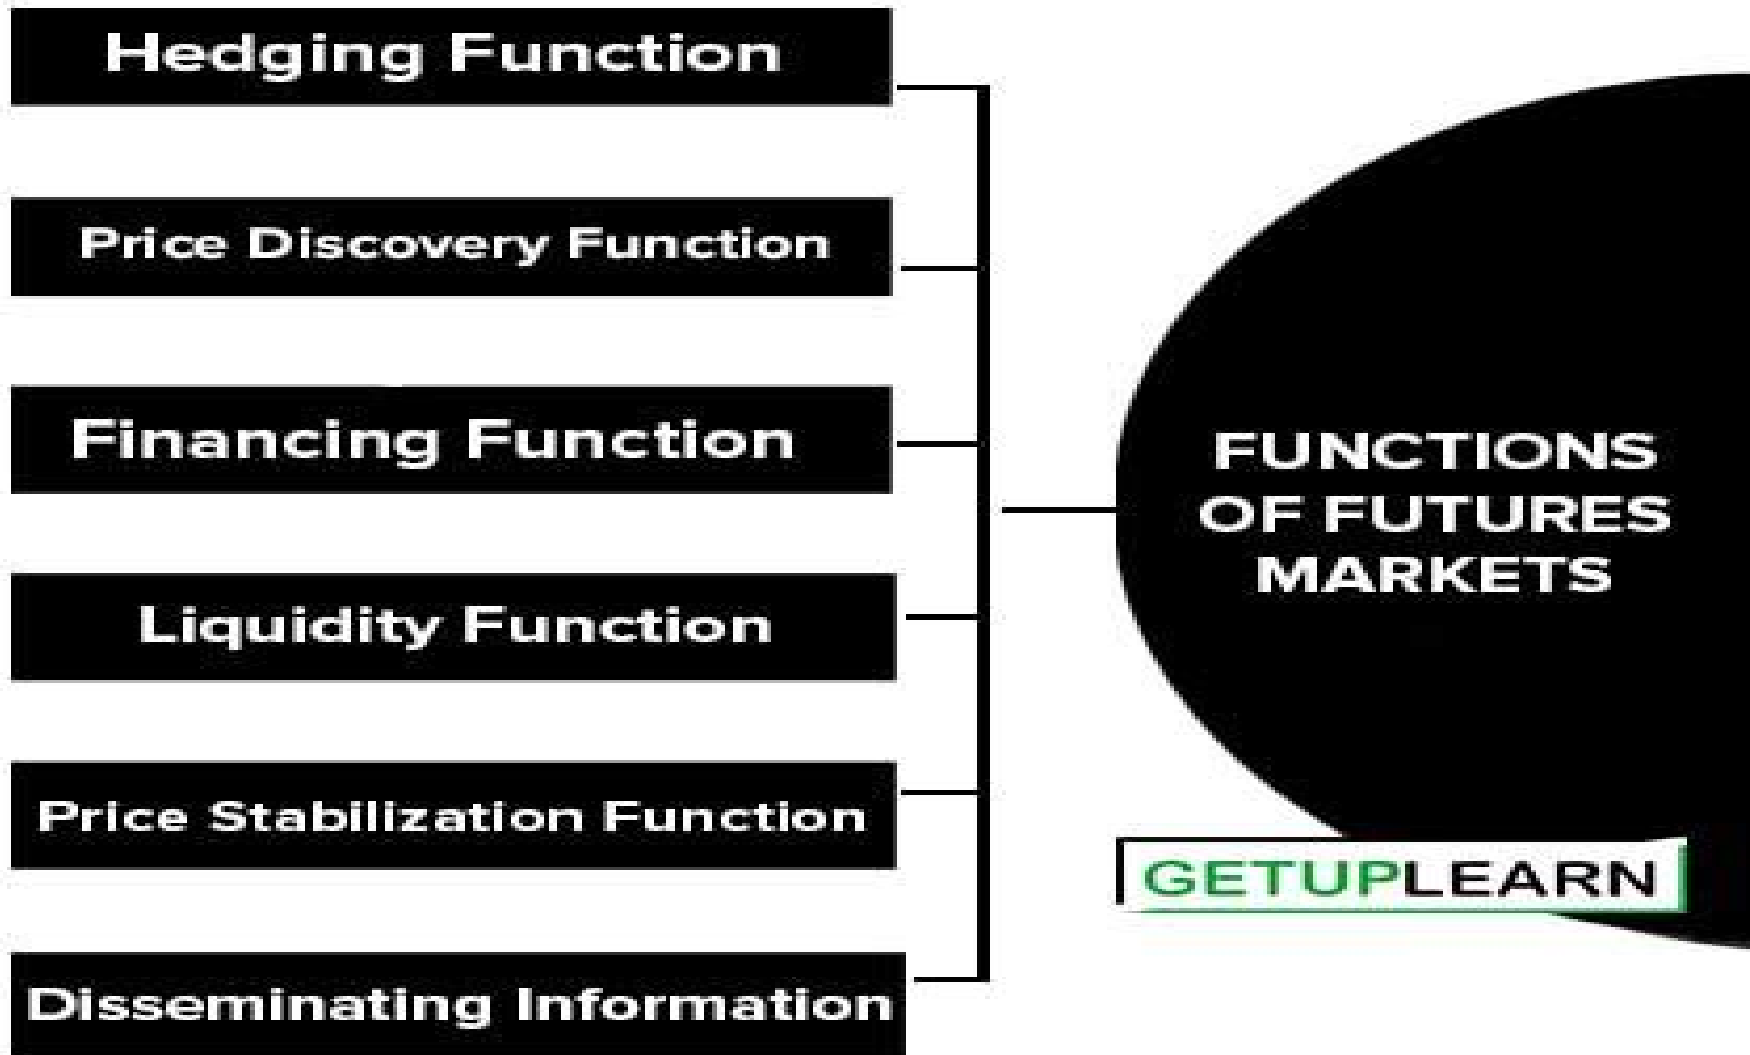 Hedging Function
Price Discovery Function
Financing Function
Liquidity Function
Price Stabilization Function
Disseminating Information
FUNCTIONS
OF FUTURES
MARKETS
GETUPLEARN